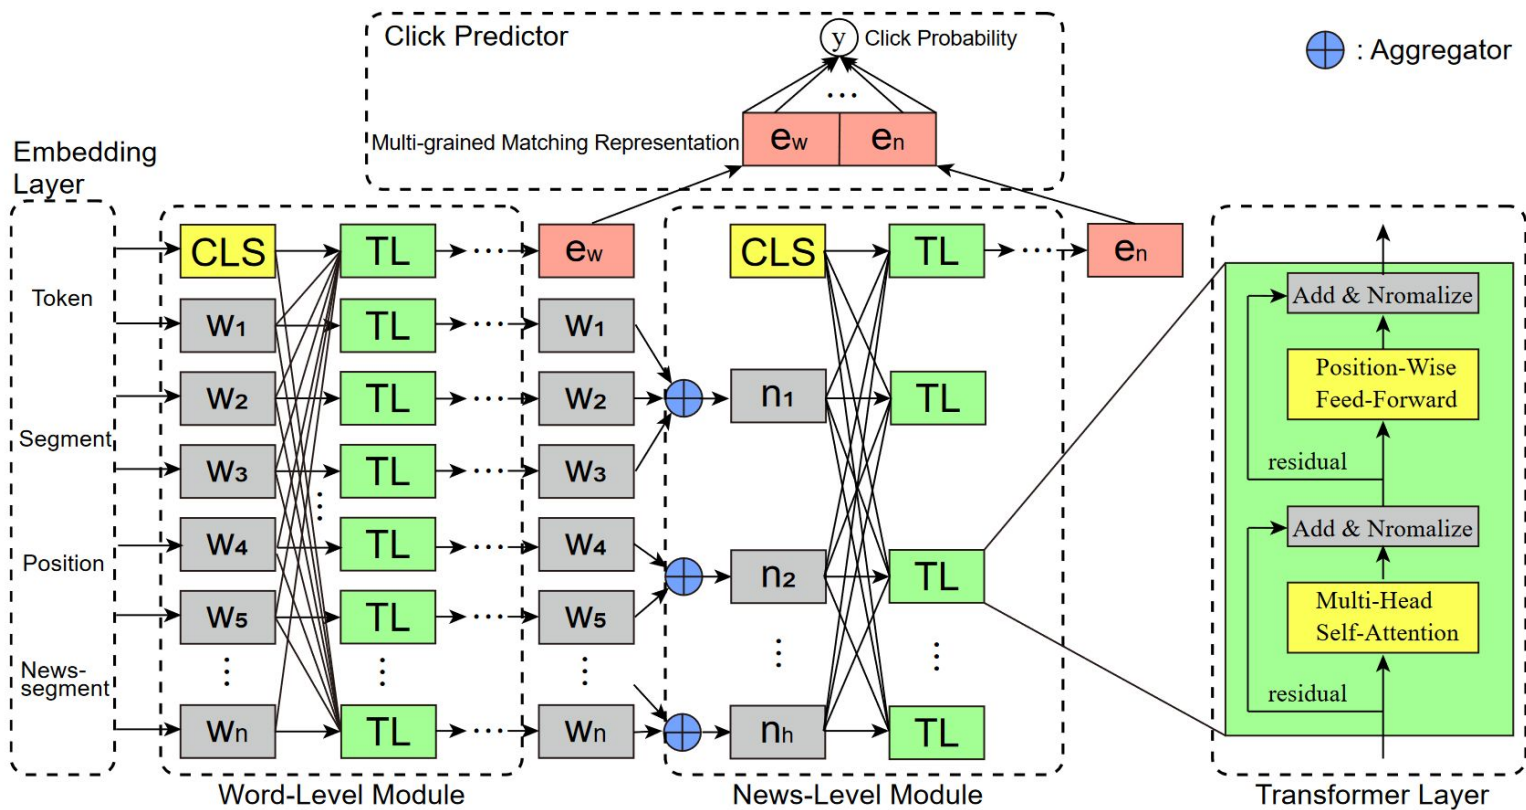 Click Predictor
y
Click Probability
: Aggregator
...
Multi-grained Matching Representation
ew
en
Embedding
Layer
Token
Segment
Position
News-
segment
CLS
TL
...
ew
CLS
TL
...
en
w1
TL
...
w1
w2
TL
...
w2
n1
TL
w3
TL
...
w3
...
w4
TL
...
w4
n2
TL
w5
TL
...
w5
...
...
...
...
...
wn
TL
...
wn
nh
TL
Add & Nromalize
Position-Wise
Feed-Forward
residual
Add & Nromalize
Multi-Head
Self-Attention
residual
Word-Level Module
News-Level Module
Transformer Layer